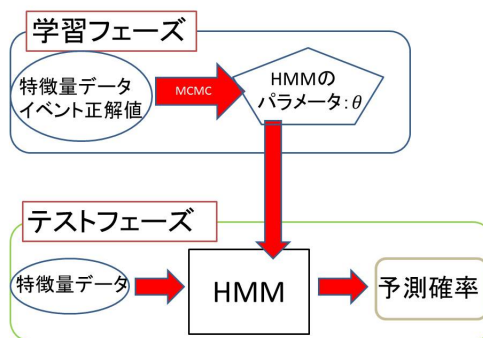 学習フェーズ
特徴量データ
イベント正解値
MCMC
HMMの
パラメータ:θ
テストフェーズ
特徴量データ
HMM
予測確率